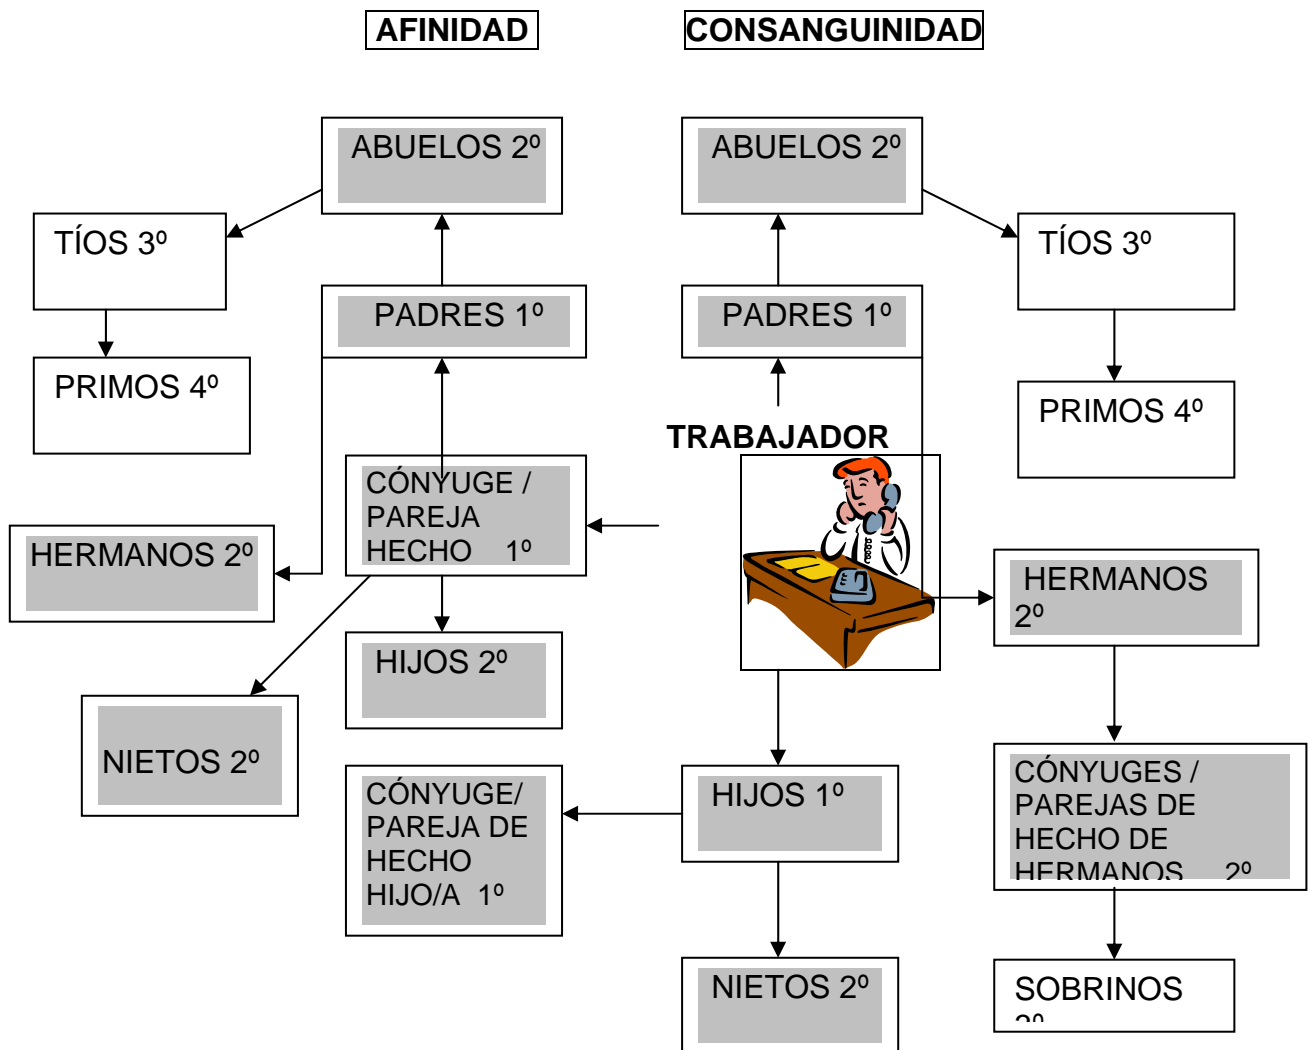 AFINIDAD
CONSANGUINIDAD
ABUELOS 2º
ABUELOS 2º
TÍOS 3º
TÍOS 3º
PADRES 1º
PADRES 1º
PRIMOS 4º
PRIMOS 4º
TRABAJADOR
CÓNYUGE /
PAREJA
HECHO 1º
HERMANOS 2º
HERMANOS
2º
HIJOS 2º
NIETOS 2º
CÓNYUGE/
PAREJA DE
HECHO
HIJO/A 1º
HIJOS 1º
CÓNYUGES /
PAREJAS DE
HECHO DE
HERMANOS 2º
NIETOS 2º
SOBRINOS